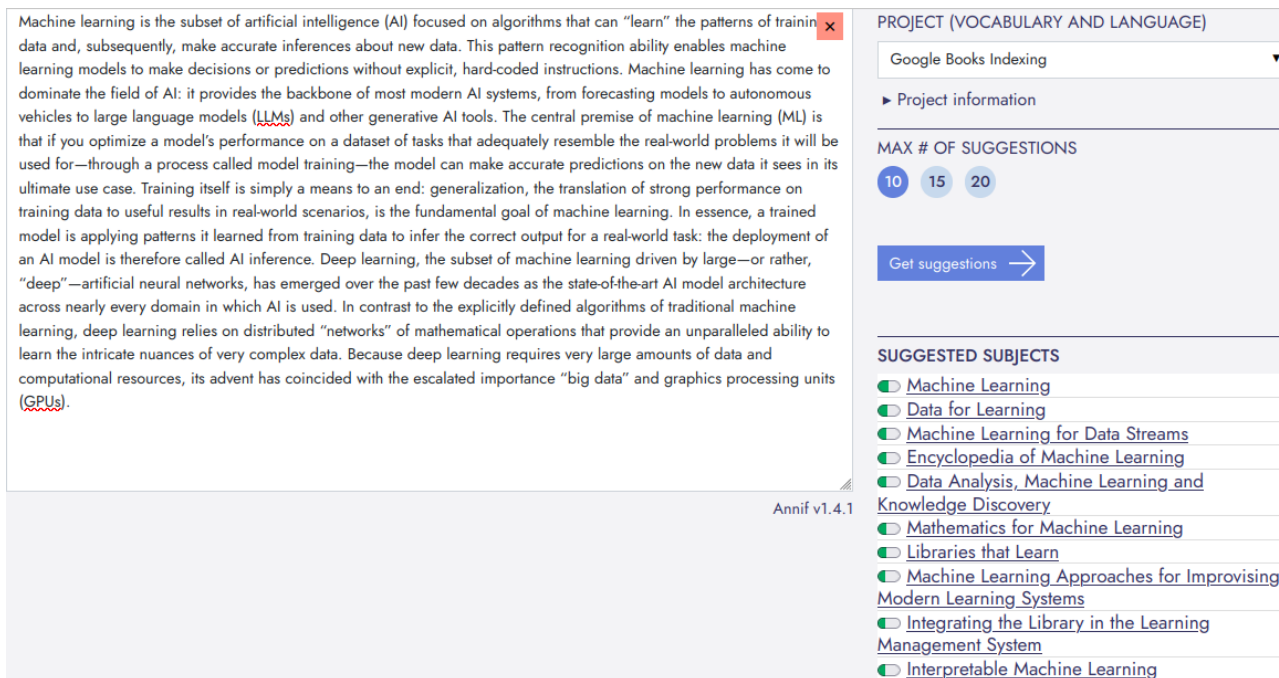 Machine learning is the subset of artificial intelligence (AI) focused on algorithms that can “learn” the patterns of
data and, subsequently, make accurate inferences about new data. This pattern recognition ability enables machine
learning models to make decisions or predictions without explicit, hard-coded instructions. Machine learning has come to
dominate the field of AI: it provides the backbone of most modern AI systems, from forecasting models to autonomous
vehicles to large language models (LLMs) and other generative AI tools. The central premise of machine learning (ML) is
that if you optimize a model’s performance on a dataset of tasks that adequately resemble the real-world problems it will be
used for—through a process called model training—the model can make accurate predictions on the new data it sees in its
ultimate use case. Training itself is simply a means to an end: generalization, the translation of strong performance on
training data to useful results in real-world scenarios, is the fundamental goal of machine learning. In essence, a trained
model is applying patterns it learned from training data to infer the correct output for a real-world task: the deployment of
an AI model is therefore called AI inference. Deep learning, the subset of machine learning driven by large—or rather,
“deep”—artificial neural networks, has emerged over the past few decades as the state-of-the-art AI model architecture
across nearly every domain in which AI is used. In contrast to the explicitly defined algorithms of traditional machine
learning, deep learning relies on distributed “networks” of mathematical operations that provide an unparalleled ability to
learn the intricate nuances of very complex data. Because deep learning requires very large amounts of data and
computational resources, its advent has coincided with the escalated importance “big data” and graphics processing units
(GPUs).
Annif v1.4.1
PROJECT (VOCABULARY AND LANGUAGE)
Google Books Indexing
▸ Project information
MAX # OF SUGGESTIONS
10 15 20
Get suggestions
SUGGESTED SUBJECTS
Machine Learning
Data for Learning
Machine Learning for Data Streams
Encyclopedia of Machine Learning
Data Analysis, Machine Learning and
Knowledge Discovery
Mathematics for Machine Learning
Libraries that Learn
Machine Learning Approaches for Improvising
Modern Learning Systems
Integrating the Library in the Learning
Management System
Interpretable Machine Learning